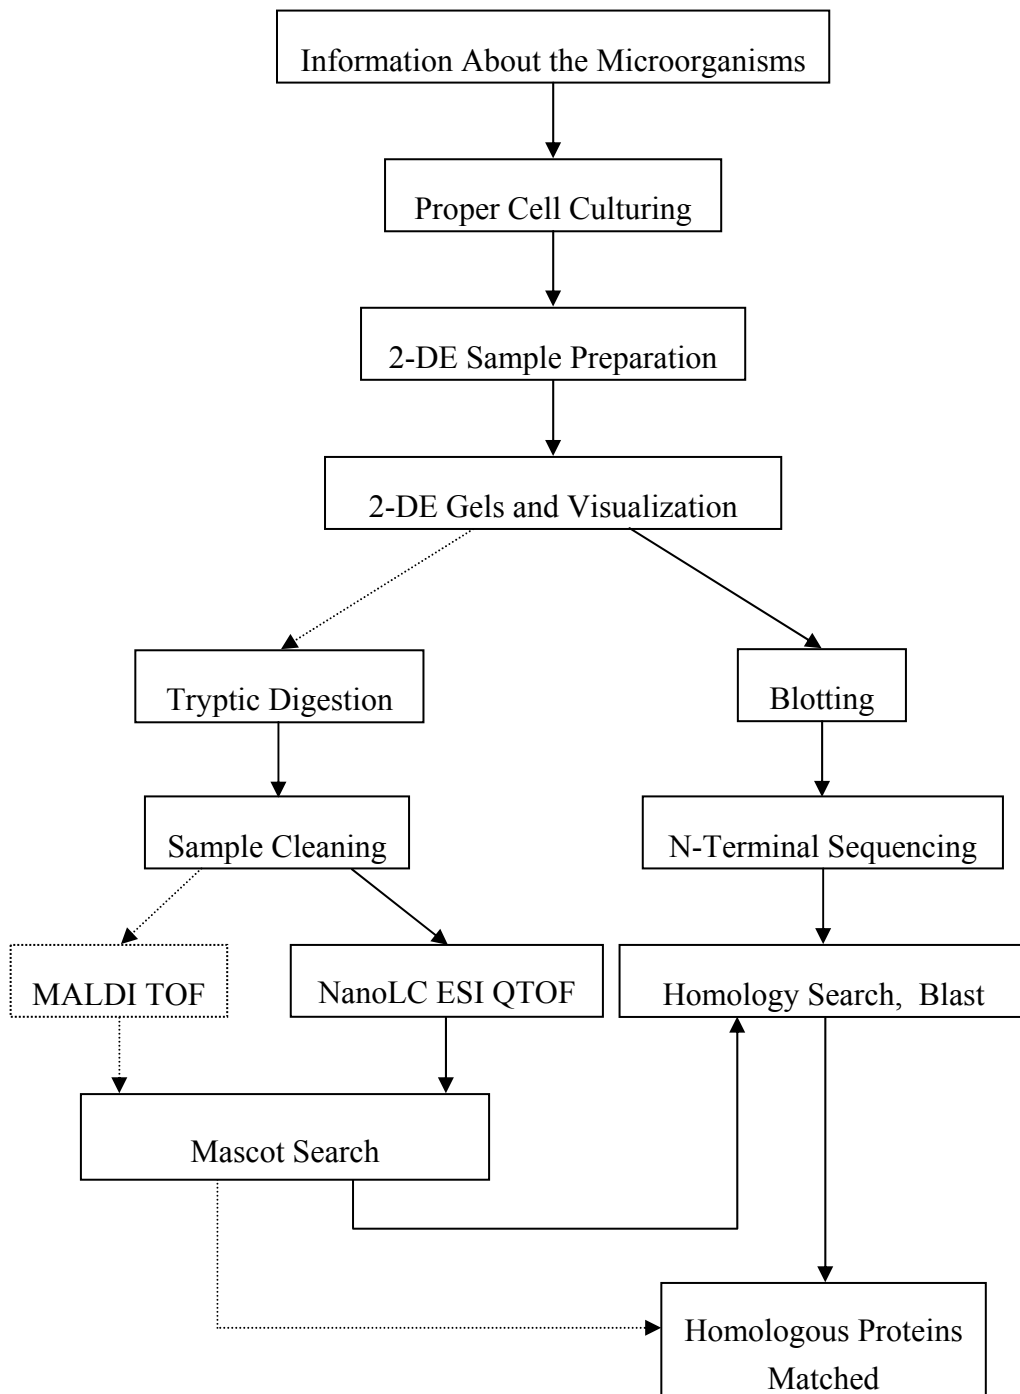 Information About the Microorganisms
Proper Cell Culturing
2-DE Sample Preparation
2-DE Gels and Visualization
Tryptic Digestion
Blotting
Sample Cleaning
N-Terminal Sequencing
MALDI TOF
NanoLC ESI QTOF
Homology Search, Blast
Mascot Search
Homologous Proteins
Matched